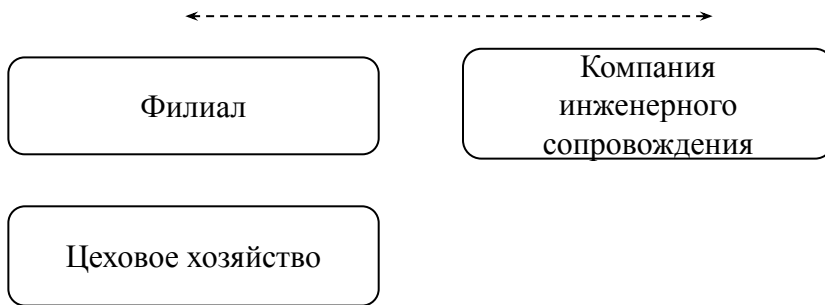 Филиал
Компания
инженерного
сопровождения
Цеховое хозяйство